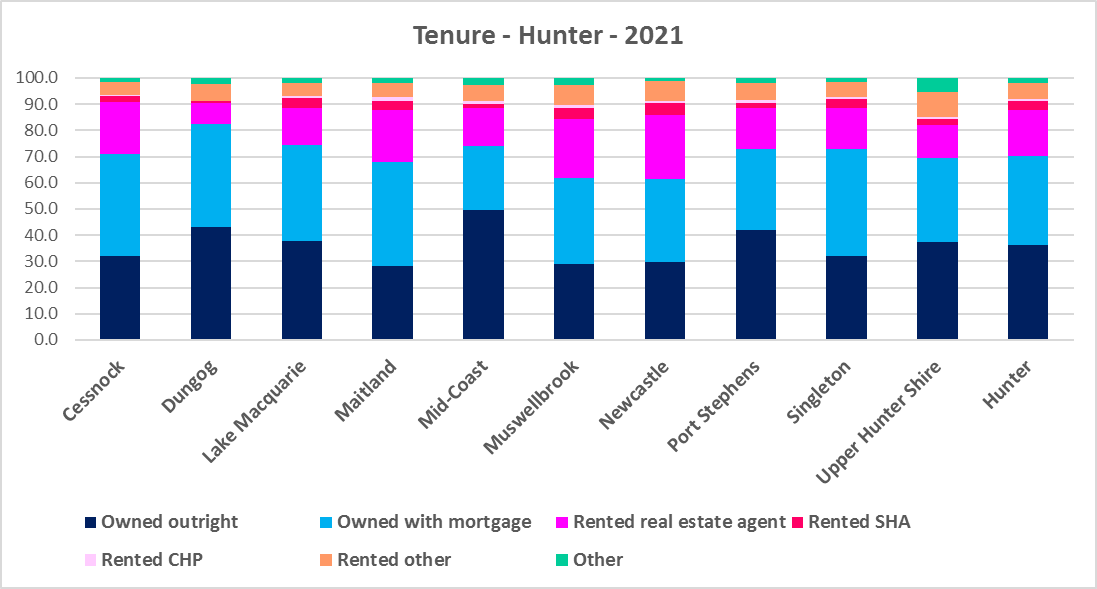 Tenure - Hunter - 2021
100.0
90.0
80.0
70.0
60.0
50.0
40.0
30.0
20.0
10.0
0.0
Cessnock
Dungog
Lake Macquarie
Maitland
Mid-Coast
Muswellbrook
Newcastle
Port Stephens
Singleton
Upper Hunter Shire
Hunter
Owned outright Owned with mortgage Rented real estate agent Rented SHA
Rented CHP Rented other Other